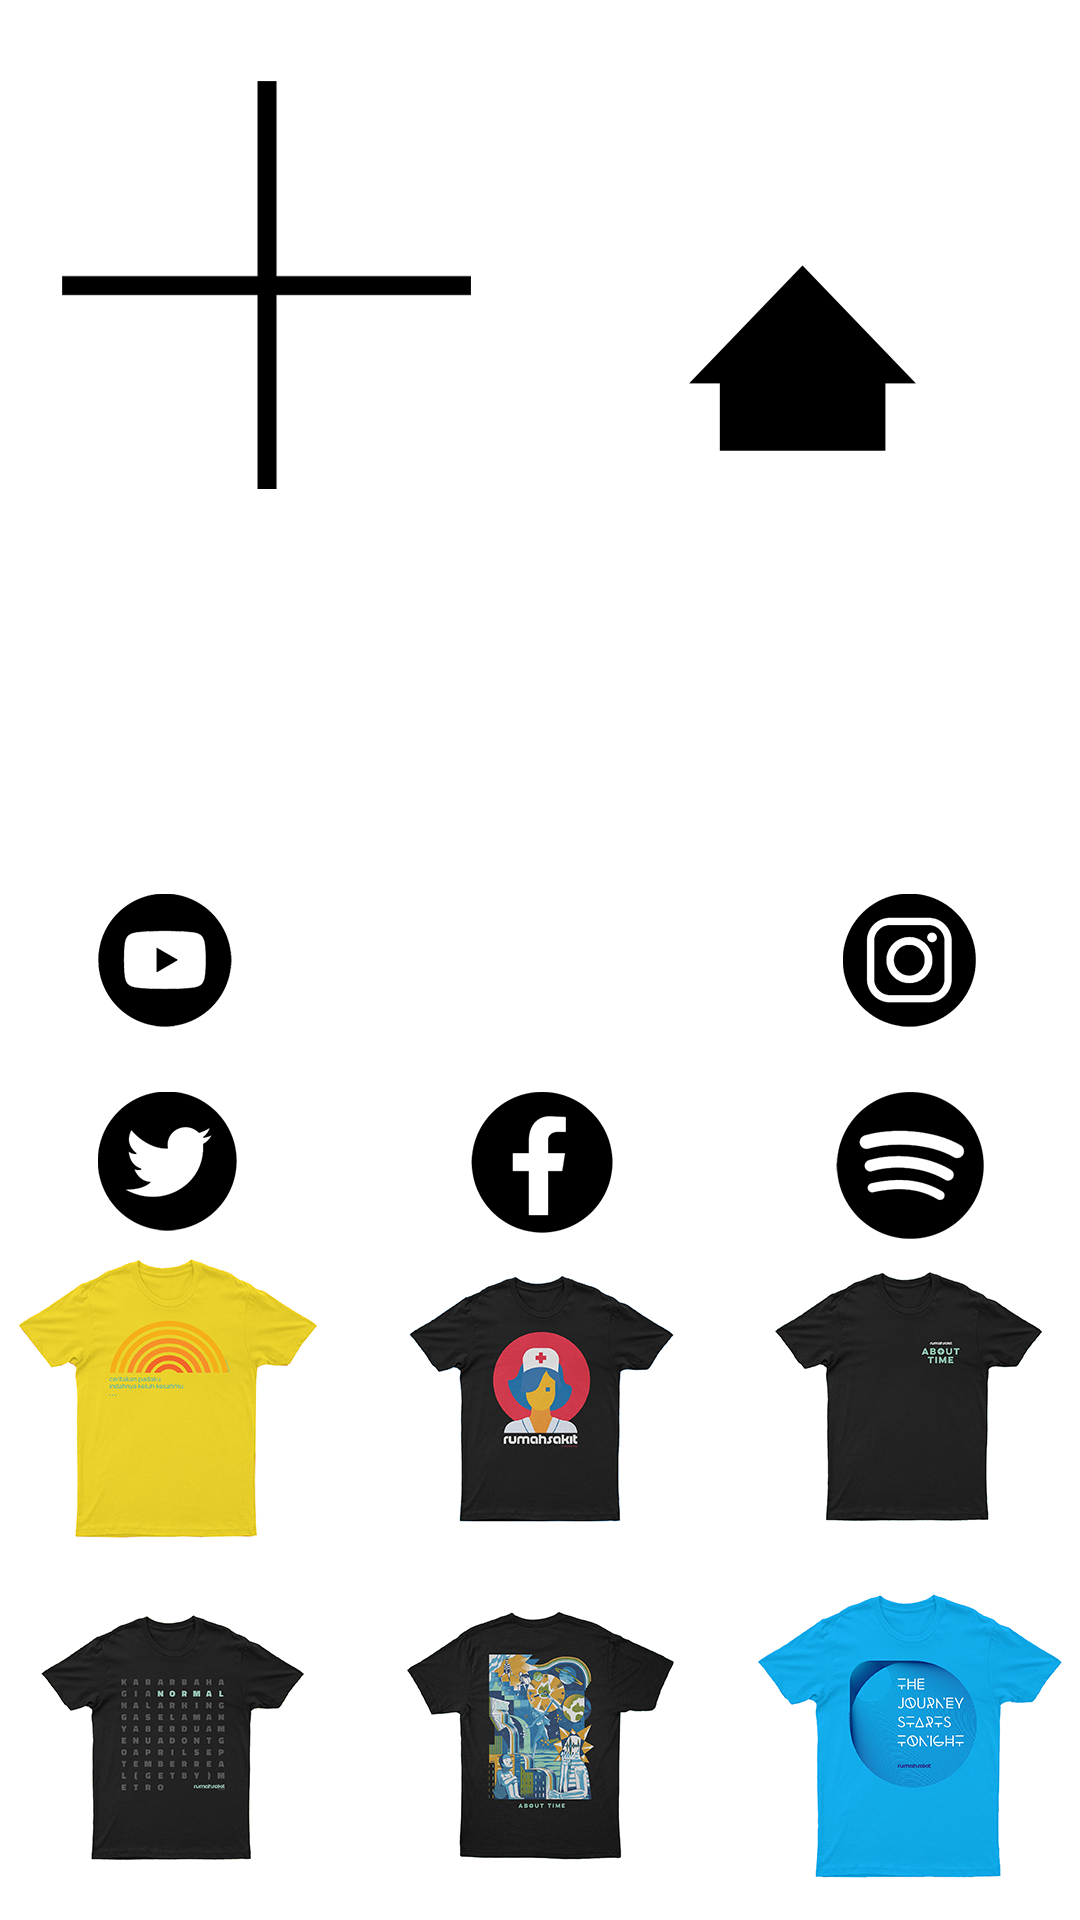 ceritakan padaku
indahnya keluh kesahmu
...
rumahsakit
rumahsakit
ABOUT
TIME
K A B A R B A H A
G I A N O R M A L
N A L A R H I N G
G A S E L A M A N
Y A B E R D U A M
E N U A D O N T G
O A P R I L S E P
T E M B E R R E A
L ( G E T B Y ) M
E T R O
rumahsakit
ABOUT TIME
THE
JOURNEY
STARTS
TONIGHT
rumahsakit